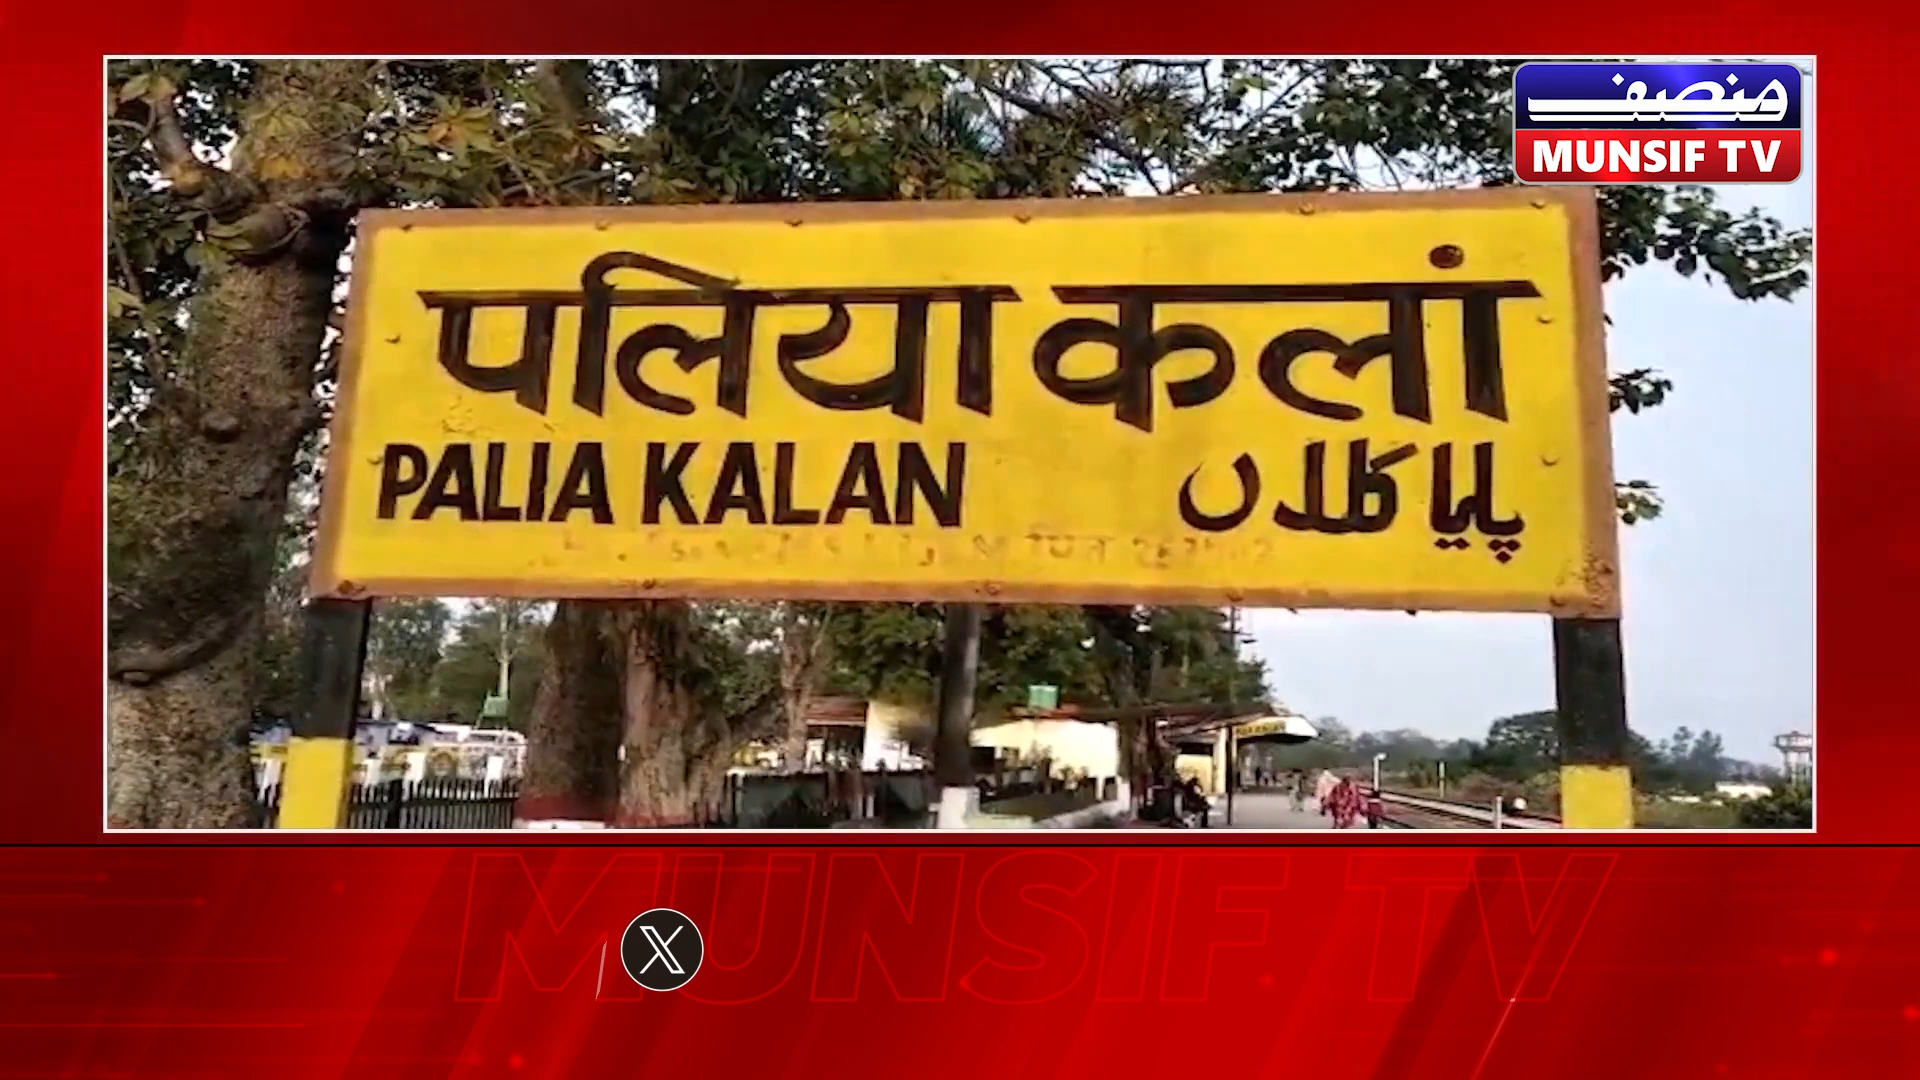 منصف
MUNSIF TV
पलिया कलां
PALIA KALAN
پلیا کلاں
MUNSIF TV